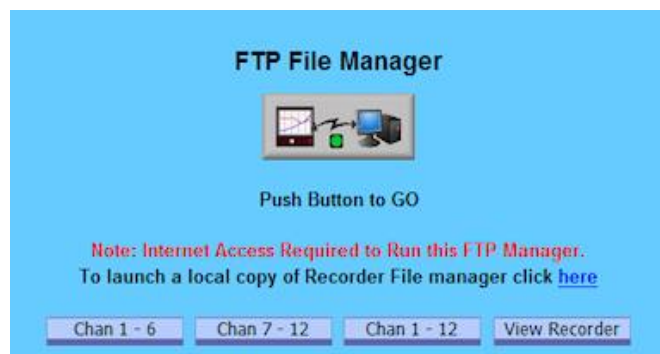 FTP File Manager
Push Button to GO
Note: Internet Access Required to Run this FTP Manager.
To launch a local copy of Recorder File manager click here
Chan 1 - 6 Chan 7 - 12 Chan 1 - 12 View Recorder